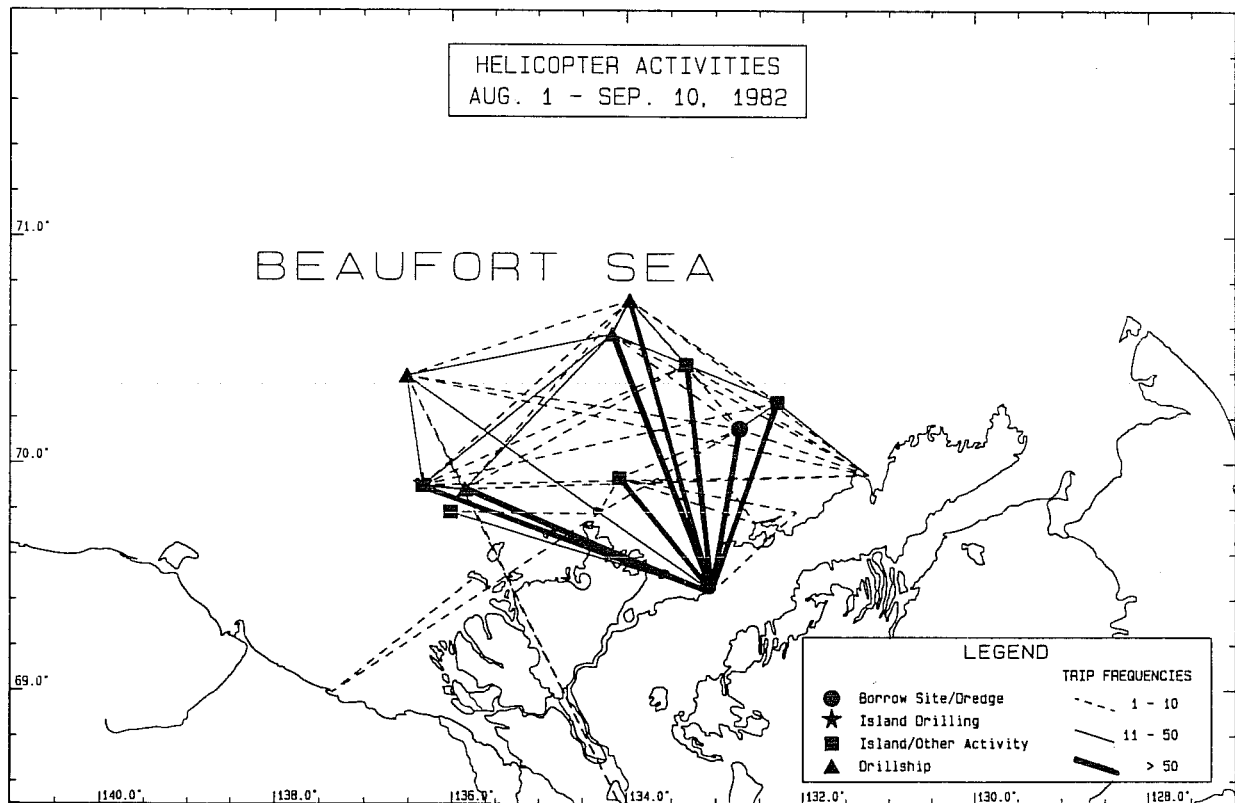 HELICOPTER ACTIVITIES
AUG. 1 - SEP. 10, 1982
71.0°
BEAUFORT SEA
70.0°
69.0°
LEGEND
TRIP FREQUENCIES
Borrow Site/Dredge
1 - 10
Island Drilling
11 - 50
Island/Other Activity
> 50
Drillship
140.0° 138.0° 136.0° 134.0° 132.0° 130.0° 128.0°